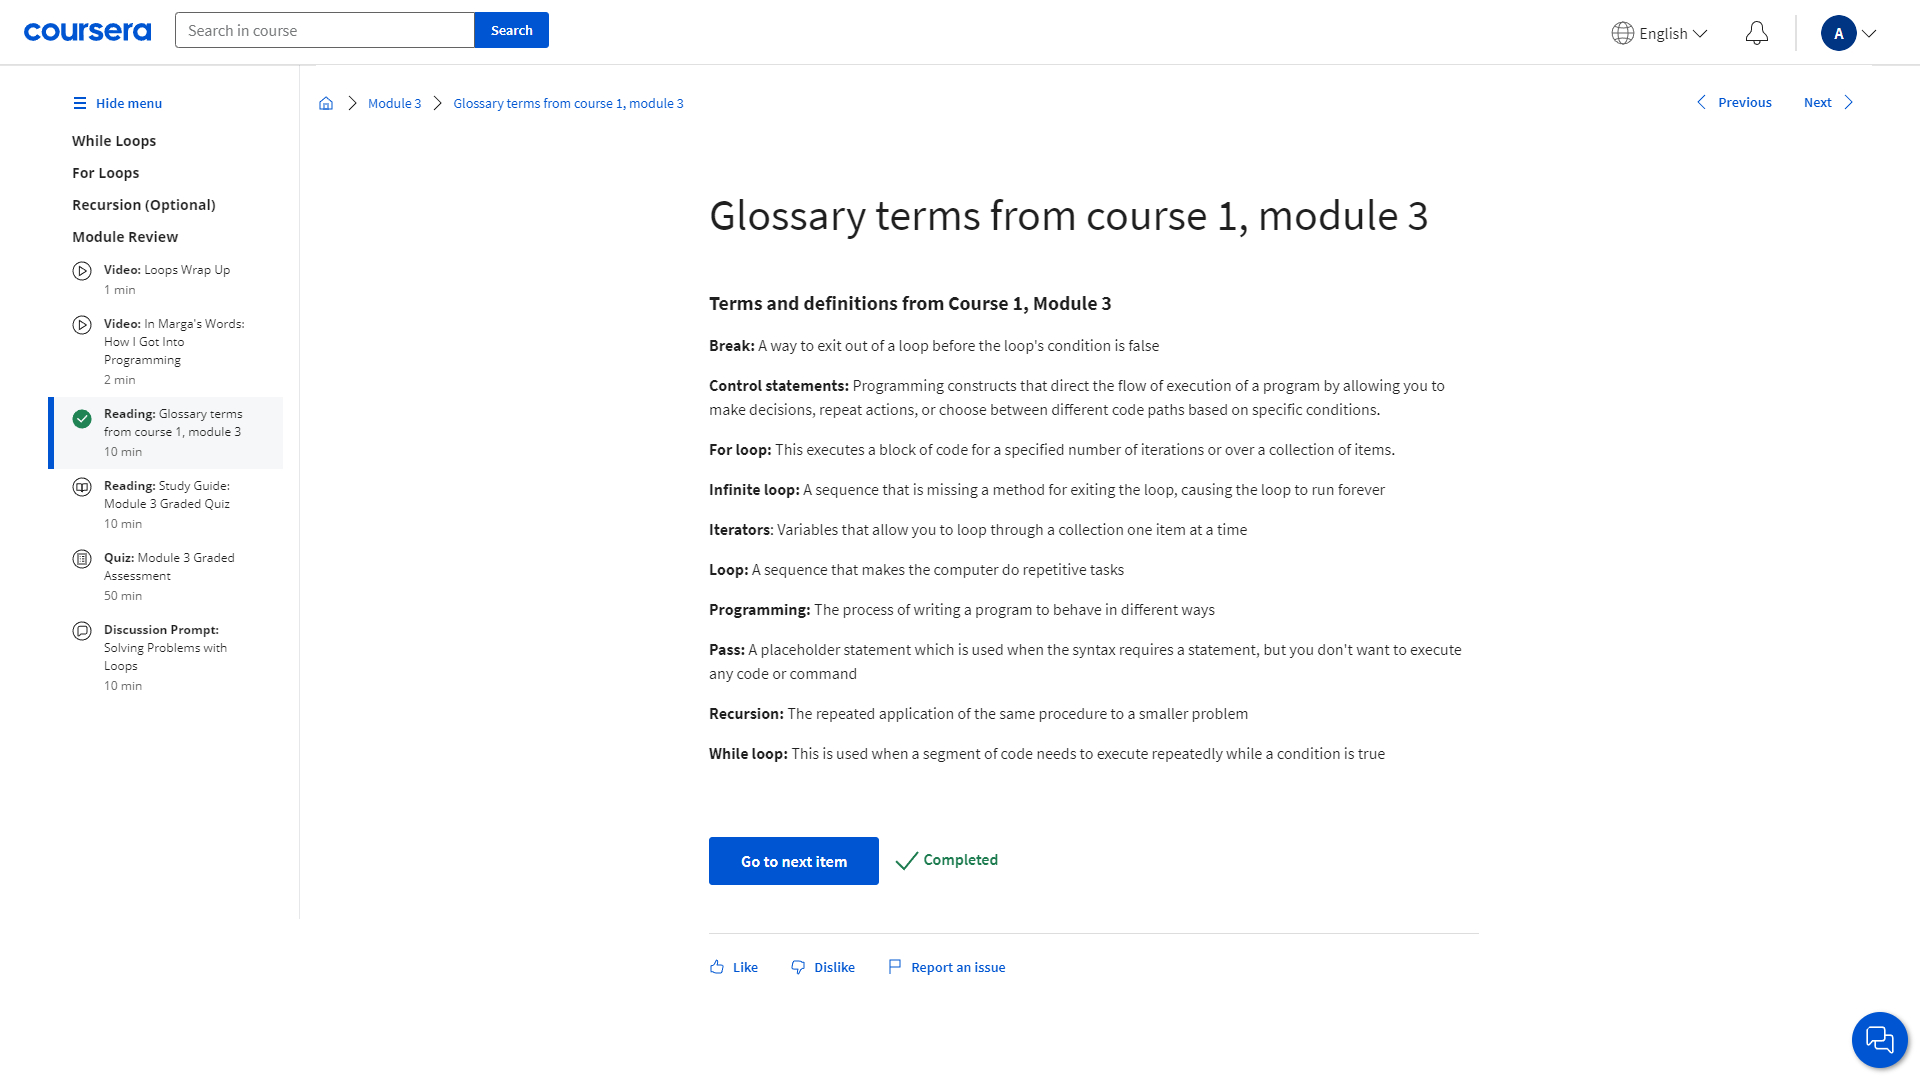 coursera
Search in course
Search
English
A
Hide menu
While Loops
For Loops
Recursion (Optional)
Module Review
Video: Loops Wrap Up
1 min
Video: In Marga's Words:
How I Got Into
Programming
2 min
Reading: Glossary terms
from course 1, module 3
10 min
Reading: Study Guide:
Module 3 Graded Quiz
10 min
Quiz: Module 3 Graded
Assessment
50 min
Discussion Prompt:
Solving Problems with
Loops
10 min
Module 3
Glossary terms from course 1, module 3
Previous
Next
Glossary terms from course 1, module 3
Terms and definitions from Course 1, Module 3
Break: A way to exit out of a loop before the loop's condition is false
Control statements: Programming constructs that direct the flow of execution of a program by allowing you to
make decisions, repeat actions, or choose between different code paths based on specific conditions.
For loop: This executes a block of code for a specified number of iterations or over a collection of items.
Infinite loop: A sequence that is missing a method for exiting the loop, causing the loop to run forever
Iterators: Variables that allow you to loop through a collection one item at a time
Loop: A sequence that makes the computer do repetitive tasks
Programming: The process of writing a program to behave in different ways
Pass: A placeholder statement which is used when the syntax requires a statement, but you don't want to execute
any code or command
Recursion: The repeated application of the same procedure to a smaller problem
While loop: This is used when a segment of code needs to execute repeatedly while a condition is true
Go to next item
Completed
Like
Dislike
Report an issue